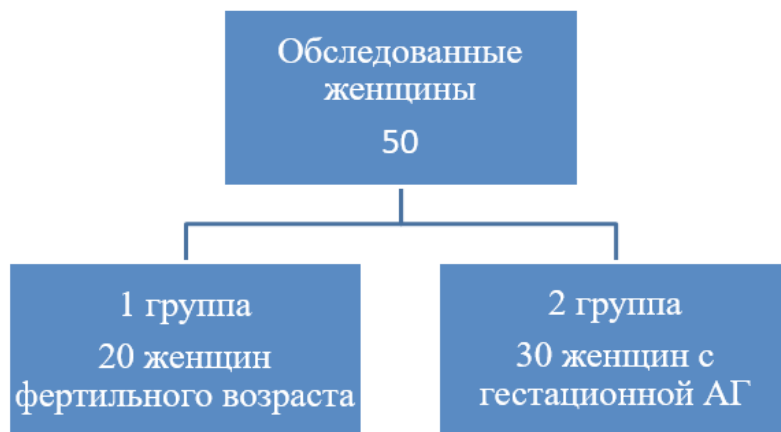 Обследованные
женщины
50
1 группа
20 женщин
фертильного возраста
2 группа
30 женщин с
гестационной АГ